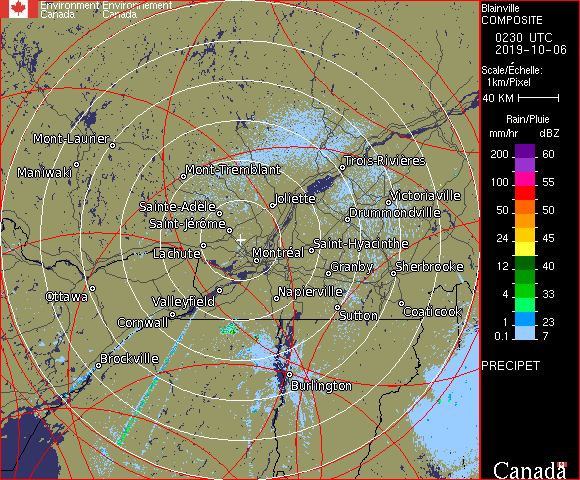 Environment Environnement
Canada Canada
Blainville
COMPOSITE
0230 UTC
2019-10-06
Scale/Échelle:
1km/Pixel
40 KM
Rain/Pluie
mm/hr dBZ
200 60
100 55
50 50
24 45
12 40
4 33
2 28
1 23
0.1 7
PRECIPET
Canada
Mont-Laurier
Maniwaki
Mont-Tremblant
Trois-Rivières
Sainte-Adèle
Joliette
Victoriaville
Saint-Jérôme
Drummondville
Lachute
Montréal
Saint-Hyacinthe
Granby
Sherbrooke
Ottawa
Valleyfield
Napierville
Cornwall
Sutton
Coaticook
Brockville
Burlington